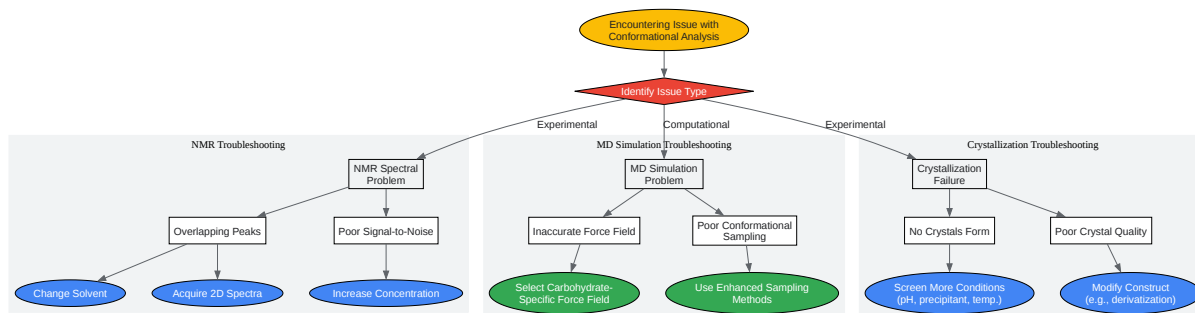 Encountering Issue with
Conformational Analysis
Identify Issue Type
Experimental
Computational
Experimental
NMR Troubleshooting
MD Simulation Troubleshooting
Crystallization Troubleshooting
NMR Spectral
Problem
MD Simulation
Problem
Crystallization
Failure
Overlapping Peaks
Poor Signal-to-Noise
Inaccurate Force Field
Poor Conformational
Sampling
No Crystals Form
Poor Crystal Quality
Change Solvent
Acquire 2D Spectra
Increase Concentration
Select Carbohydrate-
Specific Force Field
Use Enhanced Sampling
Methods
Screen More Conditions
(pH, precipitant, temp.)
Modify Construct
(e.g., derivatization)